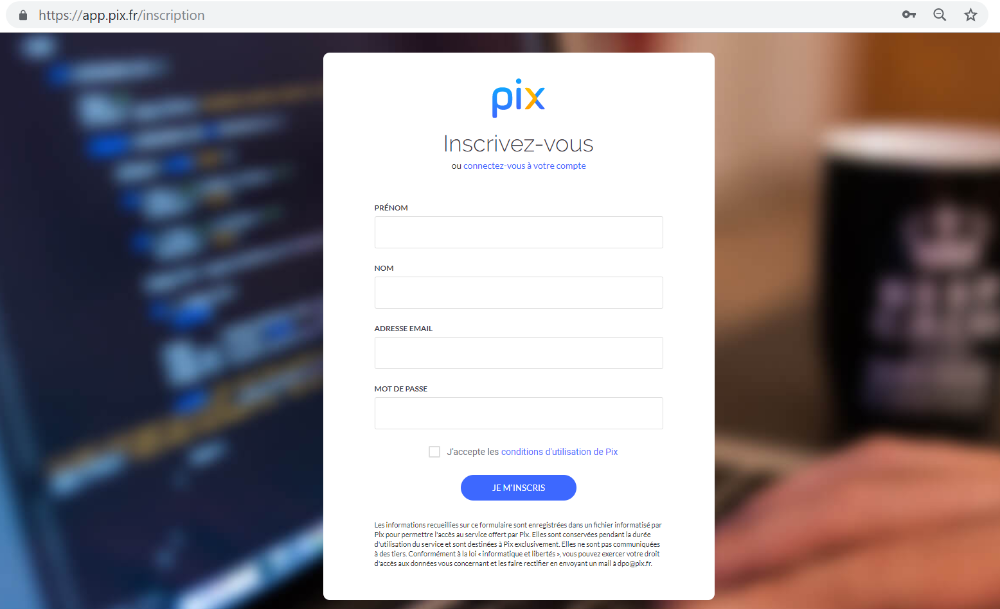 https://app.pix.fr/inscription
pix
Inscrivez-vous
ou connectez-vous à votre compte
PRÉNOM
NOM
ADRESSE EMAIL
MOT DE PASSE
J'accepte les conditions d'utilisation de Pix
JE M'INSCRIS
Les informations recueillies sur ce formulaire sont enregistrées dans un fichier informatisé par
Pix pour permettre l'accès au service offert par Pix. Elles sont conservées pendant la durée
d'utilisation du service et sont destinées à Pix exclusivement. Elles ne sont pas communiquées
à des tiers. Conformément à la loi « informatique et libertés », vous pouvez exercer votre droit
d'accès aux données vous concernant et les faire rectifier en envoyant un mail à dpo@pix.fr.